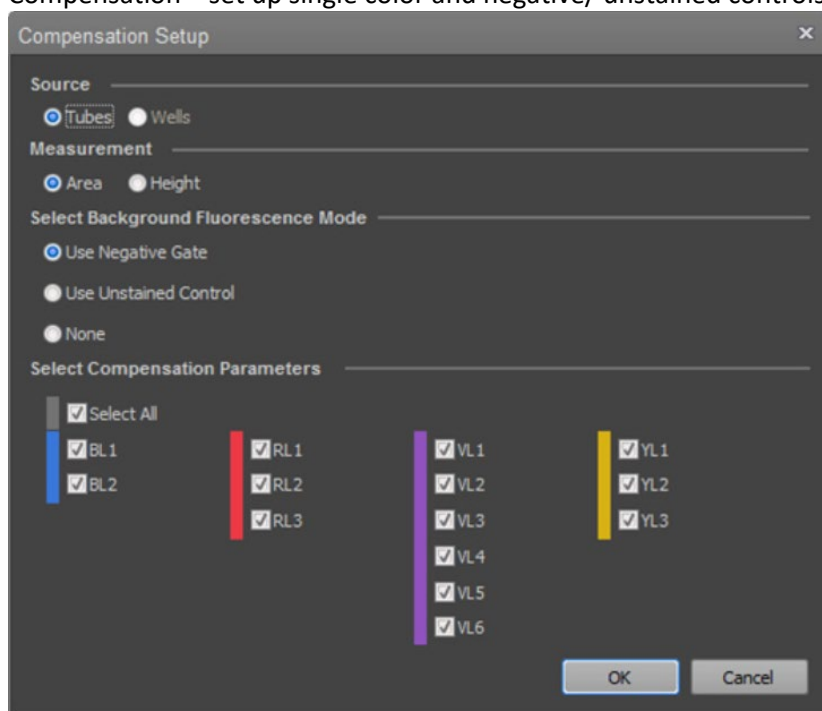 Compensation – set up single color and negative/ unstained controls
Compensation Setup
Source
Tubes Wells
Measurement
Area Height
Select Background Fluorescence Mode
Use Negative Gate
Use Unstained Control
None
Select Compensation Parameters
Select All
BL1 RL1 VL1 YL1
BL2 RL2 VL2 YL2
RL3 VL3 YL3
VL4
VL5
VL6
OK Cancel